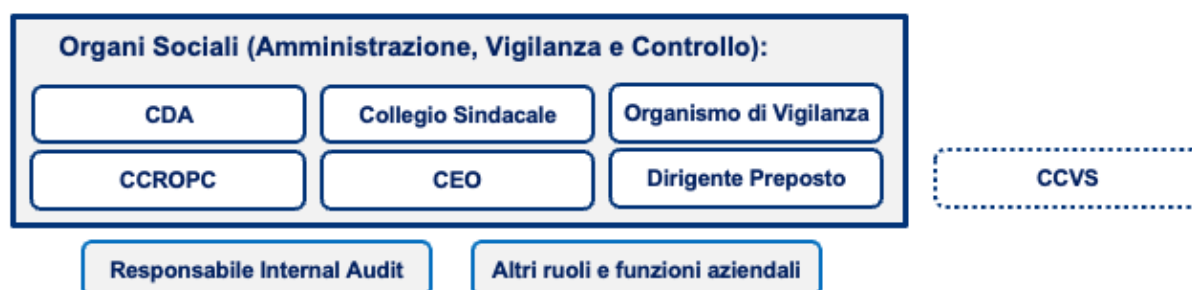 Organi Sociali (Amministrazione, Vigilanza e Controllo):
CDA
Collegio Sindacale
Organismo di Vigilanza
CCROPC
CEO
Dirigente Preposto
CCVS
Responsabile Internal Audit
Altri ruoli e funzioni aziendali